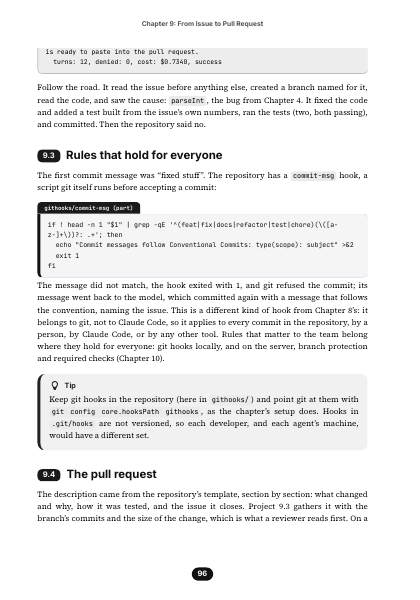 Chapter 9: From Issue to Pull Request
is ready to paste into the pull request.
turns: 12, denied: 0, cost: $0.7340, success
Follow the road. It read the issue before anything else, created a branch named for it,
read the code, and saw the cause: parseInt, the bug from Chapter 4. It fixed the code
and added a test built from the issue's own numbers, ran the tests (two, both passing),
and committed. Then the repository said no.
9.3 Rules that hold for everyone
The first commit message was "fixed stuff". The repository has a commit-msg hook, a
script git itself runs before accepting a commit:
githooks/commit-msg (part)
if ! head -n 1 "$1" | grep -qE '^(feat|fix|docs|refactor|test|chore)(\([a-
z-]+\))?: .+'; then
echo "Commit messages follow Conventional Commits: type(scope): subject" >&2
exit 1
fi
The message did not match, the hook exited with 1, and git refused the commit; its
message went back to the model, which committed again with a message that follows
the convention, naming the issue. This is a different kind of hook from Chapter 8's: it
belongs to git, not to Claude Code, so it applies to every commit in the repository, by a
person, by Claude Code, or by any other tool. Rules that matter to the team belong
where they hold for everyone: git hooks locally, and on the server, branch protection
and required checks (Chapter 10).
Tip
Keep git hooks in the repository (here in githooks/) and point git at them with
git config core.hooksPath githooks, as the chapter's setup does. Hooks in
.git/hooks are not versioned, so each developer, and each agent's machine,
would have a different set.
9.4 The pull request
The description came from the repository's template, section by section: what changed
and why, how it was tested, and the issue it closes. Project 9.3 gathers it with the
branch's commits and the size of the change, which is what a reviewer reads first. On a
96